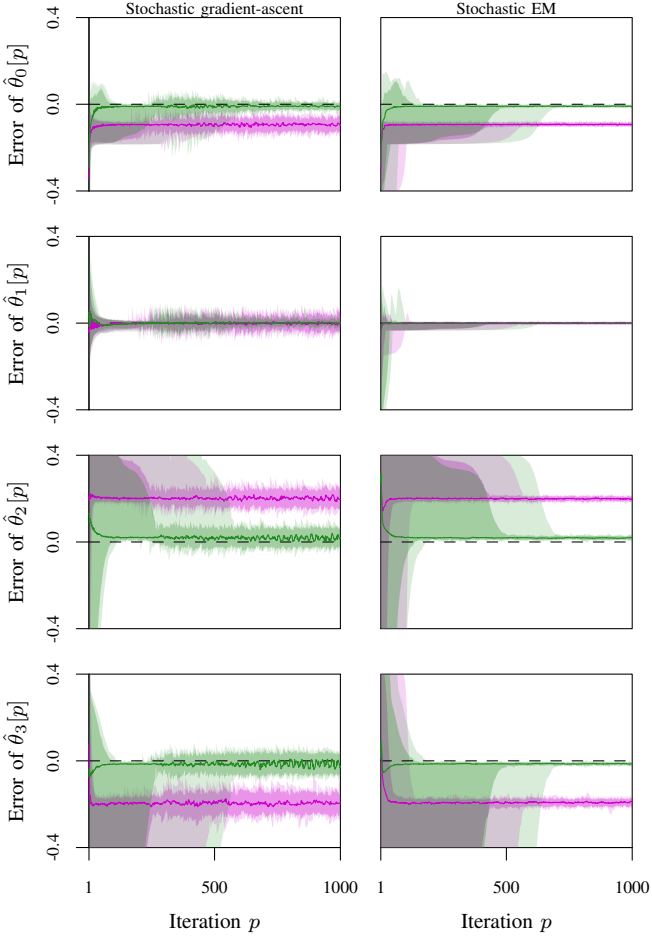 Stochastic gradient-ascent
Stochastic EM
Error of θ̂₀[p]
0.4
0.0
-0.4
Error of θ̂₁[p]
0.4
0.0
-0.4
Error of θ̂₂[p]
0.4
0.0
-0.4
Error of θ̂₃[p]
0.4
0.0
-0.4
1 500 1000
1 500 1000
Iteration p
Iteration p